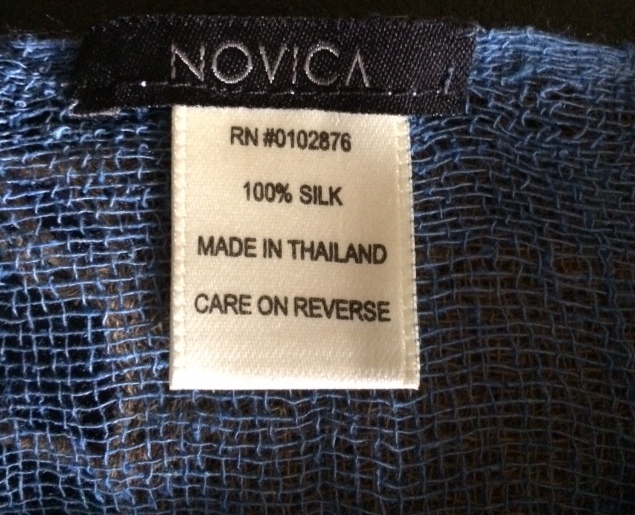 NOVICA
RN #0102876
100% SILK
MADE IN THAILAND
CARE ON REVERSE